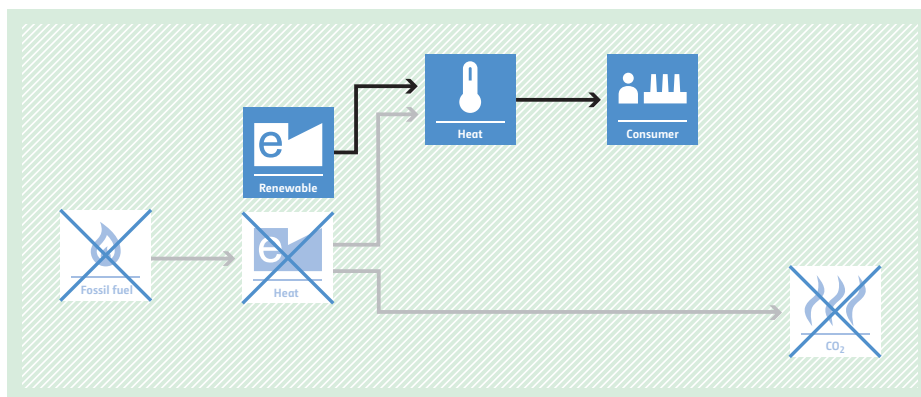 Heat
Consumer
e
Renewable
e
Fossil fuel
Heat
CO₂